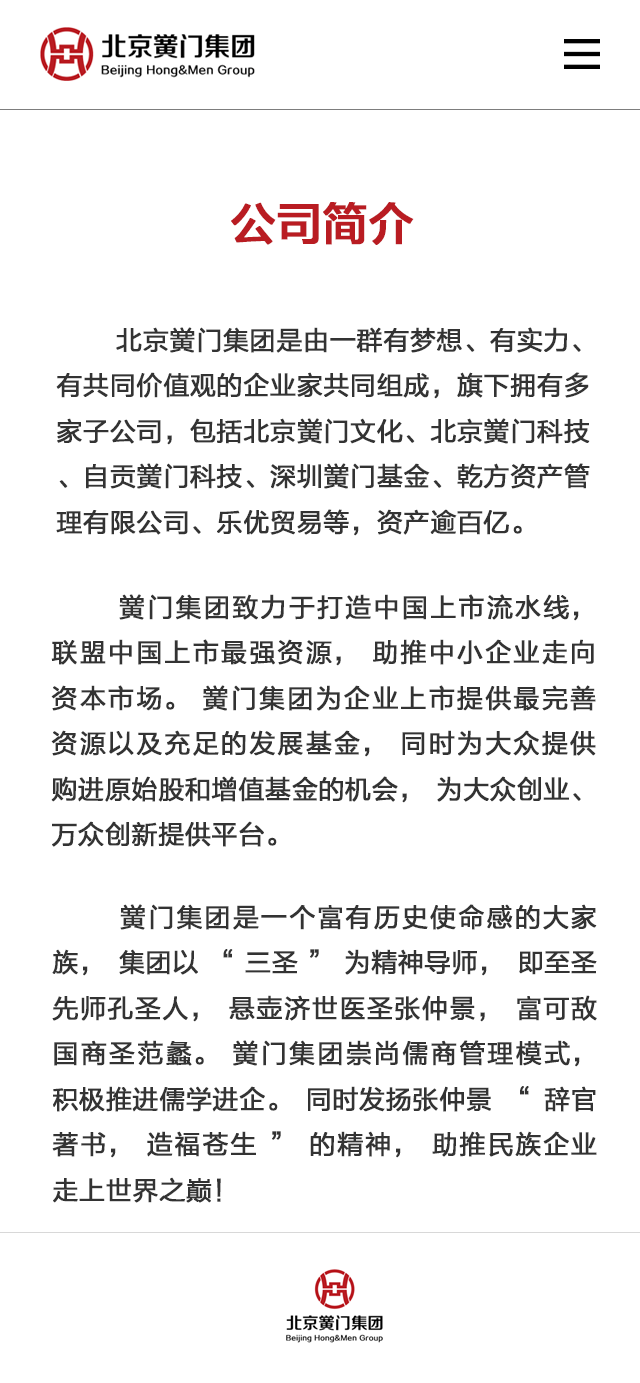 北京黉门集团
Beijing Hong&Men Group
公司简介
北京黉门集团是由一群有梦想、有实力、
有共同价值观的企业家共同组成，旗下拥有多
家子公司，包括北京黉门文化、北京黉门科技
、自贡黉门科技、深圳黉门基金、乾方资产管
理有限公司、乐优贸易等，资产逾百亿。
黉门集团致力于打造中国上市流水线，
联盟中国上市最强资源， 助推中小企业走向
资本市场。 黉门集团为企业上市提供最完善
资源以及充足的发展基金， 同时为大众提供
购进原始股和增值基金的机会， 为大众创业、
万众创新提供平台。
黉门集团是一个富有历史使命感的大家
族， 集团以 “ 三圣 ” 为精神导师， 即至圣
先师孔圣人， 悬壶济世医圣张仲景， 富可敌
国商圣范蠡。 黉门集团崇尚儒商管理模式，
积极推进儒学进企。 同时发扬张仲景 “ 辞官
著书， 造福苍生 ” 的精神， 助推民族企业
走上世界之巅！
北京黉门集团
Beijing Hong&Men Group